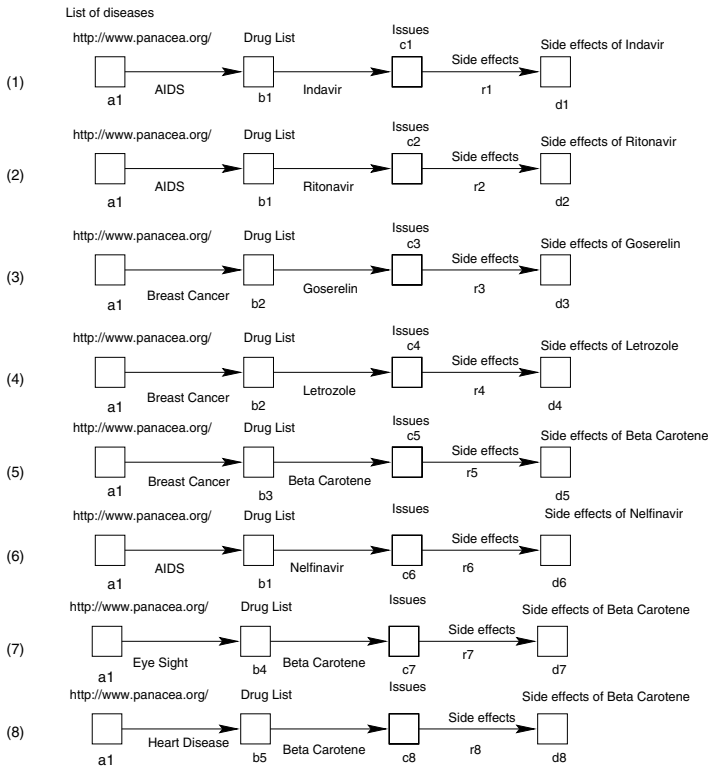 List of diseases
http://www.panacea.org/ Drug List Issues Side effects of Indavir
c1
(1) Side effects
AIDS Indavir r1
a1 b1 d1
http://www.panacea.org/ Drug List Issues Side effects of Ritonavir
c2
(2) Side effects
AIDS Ritonavir r2
a1 b1 d2
http://www.panacea.org/ Drug List Issues Side effects of Goserelin
c3
(3) Side effects
Breast Cancer Goserelin r3
a1 b2 d3
http://www.panacea.org/ Drug List Issues Side effects of Letrozole
c4
(4) Side effects
Breast Cancer Letrozole r4
a1 b2 d4
http://www.panacea.org/ Drug List Issues Side effects of Beta Carotene
c5
(5) Side effects
Breast Cancer Beta Carotene r5
a1 b3 d5
http://www.panacea.org/ Drug List Issues Side effects of Nelfinavir
(6) Side effects
AIDS Nelfinavir r6
a1 b1 c6 d6
http://www.panacea.org/ Drug List Issues Side effects of Beta Carotene
(7) Side effects
Eye Sight Beta Carotene r7
a1 b4 c7 d7
http://www.panacea.org/ Drug List Issues Side effects of Beta Carotene
(8) Side effects
Heart Disease Beta Carotene r8
a1 b5 c8 d8